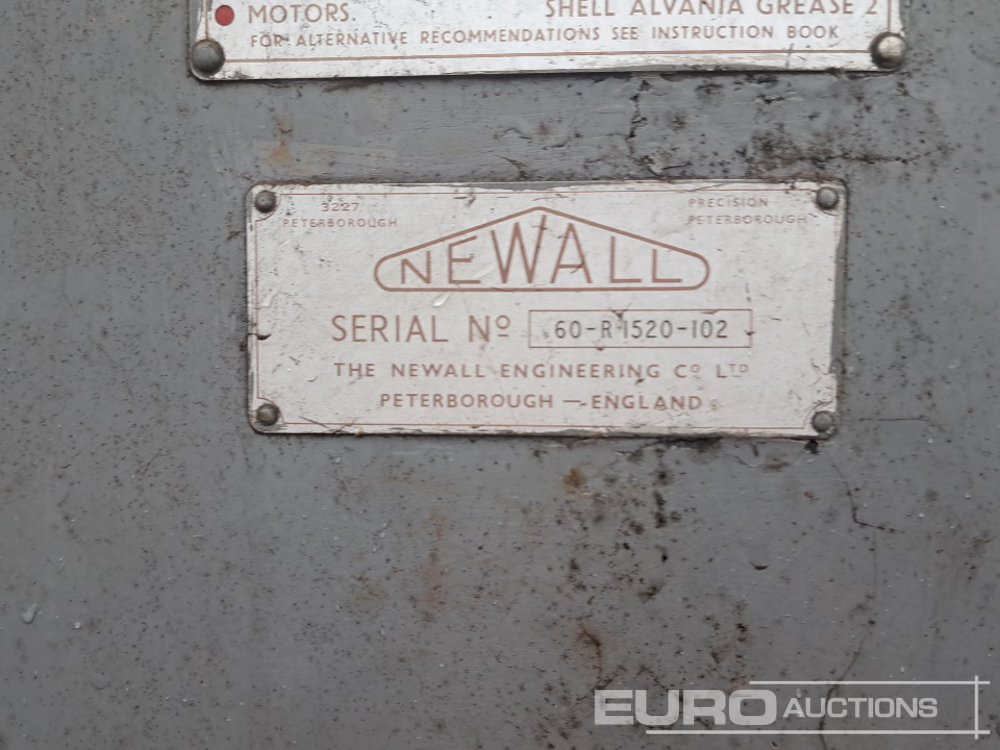 MOTORS. SHELL ALVANIA GREASE 2
FOR ALTERNATIVE RECOMMENDATIONS SEE INSTRUCTION BOOK
3227 PRECISION
PETERBOROUGH PETERBOROUGH
NEWALL
SERIAL Nº 60-R 1520-102
THE NEWALL ENGINEERING Cº LTD
PETERBOROUGH — ENGLAND
EURO AUCTIONS